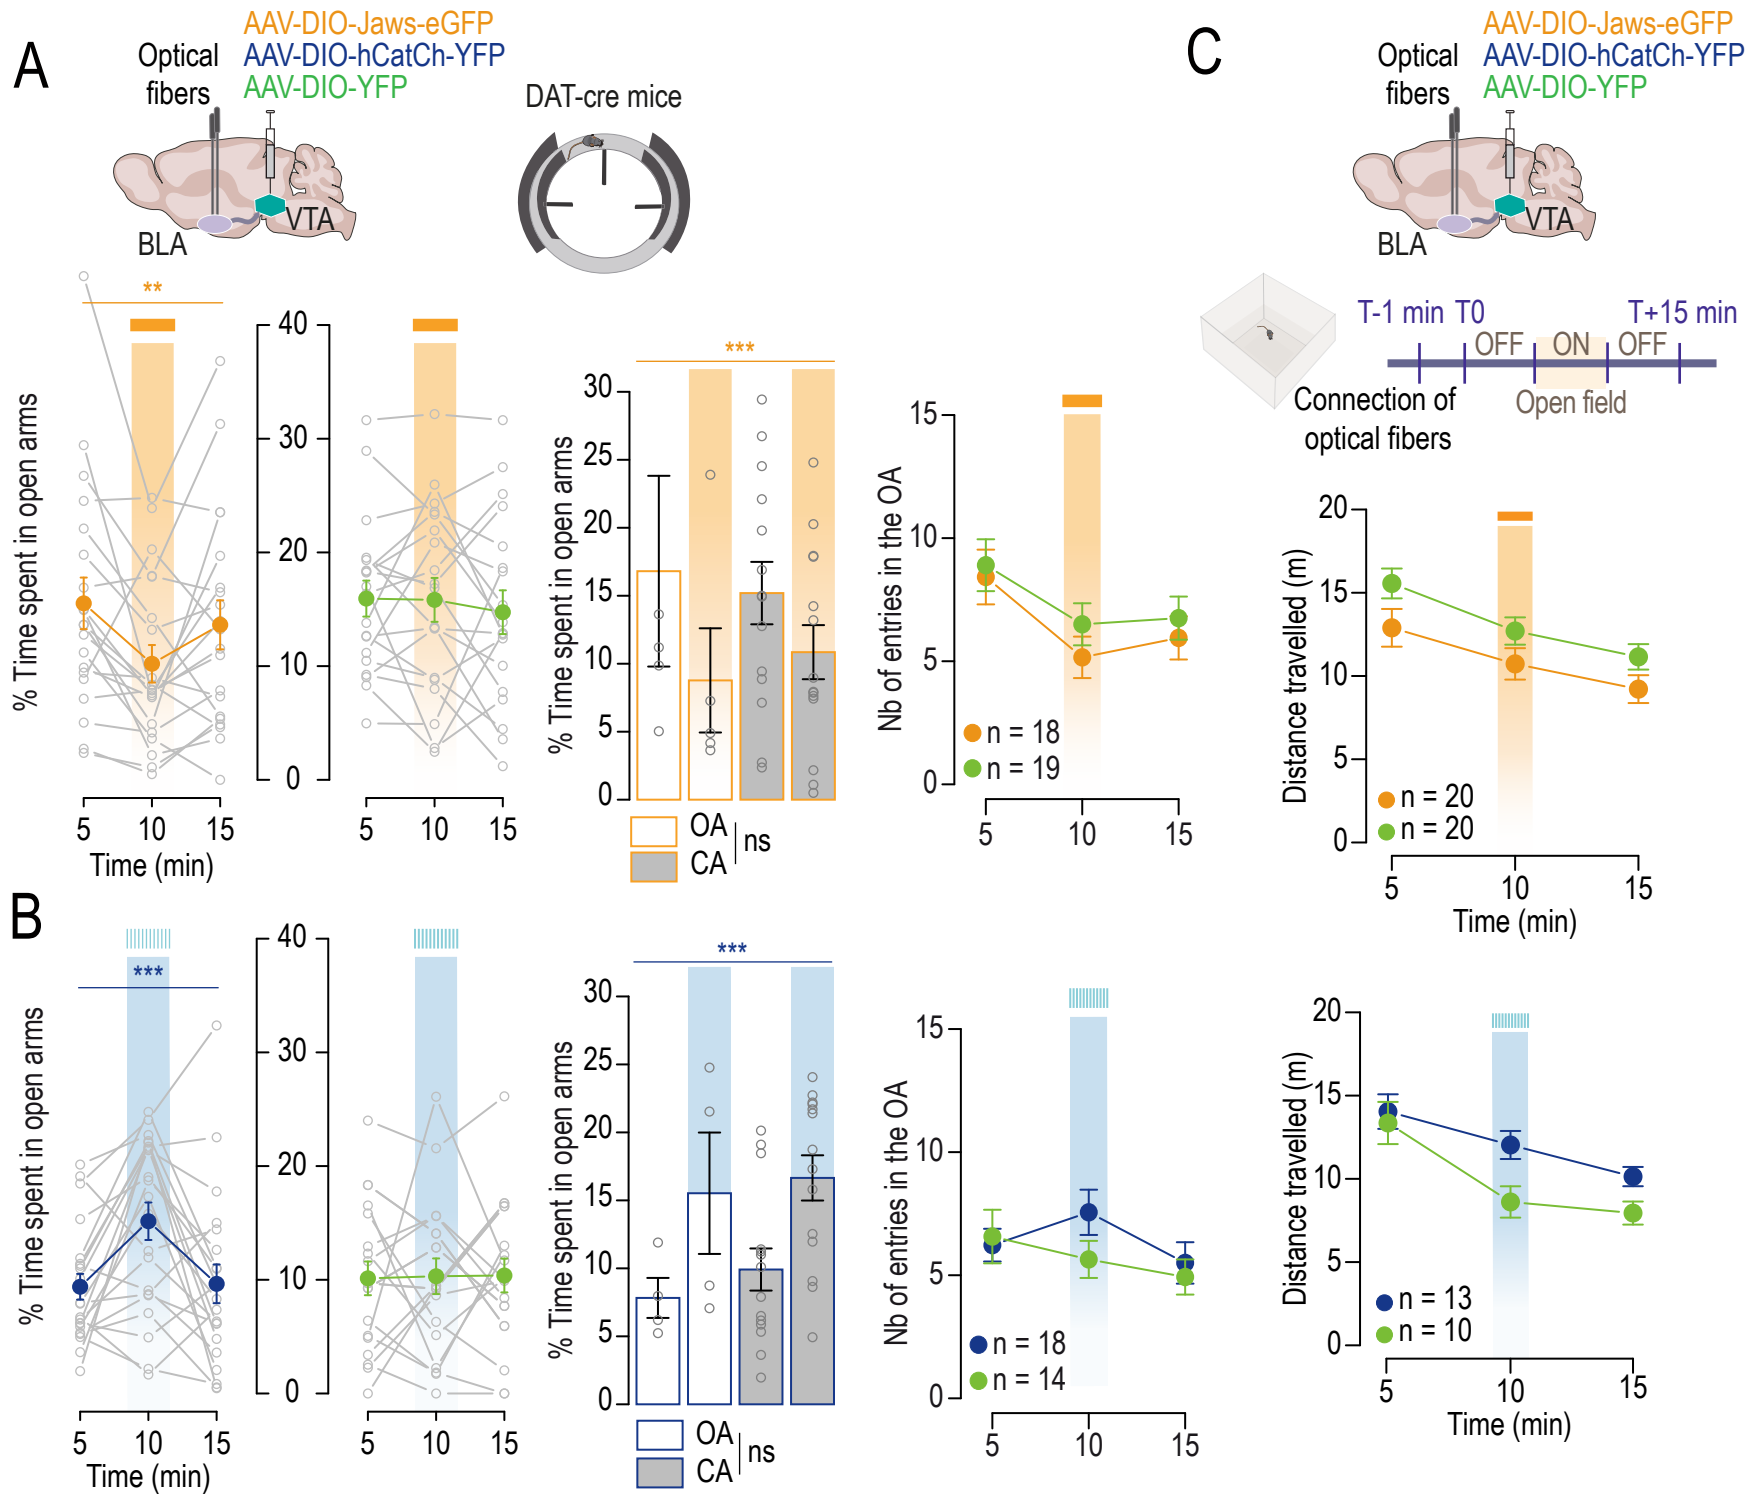 A
Optical
fibers
AAV-DIO-Jaws-eGFP
AAV-DIO-hCatCh-YFP
AAV-DIO-YFP
VTA
BLA
DAT-cre mice
% Time spent in open arms
**
40
30
20
10
0
5 10 15
Time (min)
5 10 15
% Time spent in open arms
***
30
25
20
15
10
5
0
OA
CA
ns
Nb of entries in the OA
15
10
5
0
n = 18
n = 19
5 10 15
C
Optical
fibers
AAV-DIO-Jaws-eGFP
AAV-DIO-hCatCh-YFP
AAV-DIO-YFP
VTA
BLA
T-1 min T0 T+15 min
OFF ON OFF
Connection of
optical fibers
Open field
Distance travelled (m)
20
15
10
5
0
n = 20
n = 20
5 10 15
Time (min)
B
% Time spent in open arms
***
40
30
20
10
0
5 10 15
Time (min)
5 10 15
% Time spent in open arms
***
30
25
20
15
10
5
0
OA
CA
ns
Nb of entries in the OA
15
10
5
0
n = 18
n = 14
5 10 15
Distance travelled (m)
20
15
10
5
0
n = 13
n = 10
5 10 15
Time (min)